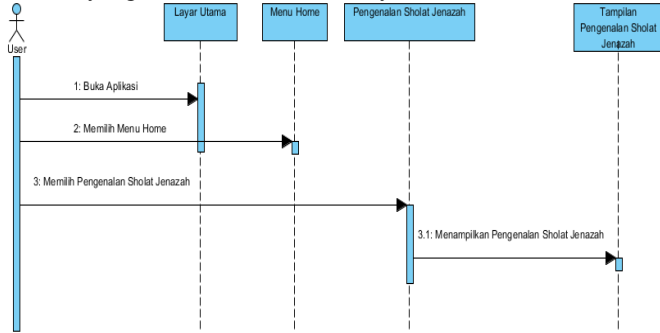 User
Layar Utama
Menu Home
Pengenalan Sholat Jenazah
Tampilan
Pengenalan Sholat
Jenazah
1: Buka Aplikasi
2: Memilih Menu Home
3: Memilih Pengenalan Sholat Jenazah
3.1: Menampilkan Pengenalan Sholat Jenazah